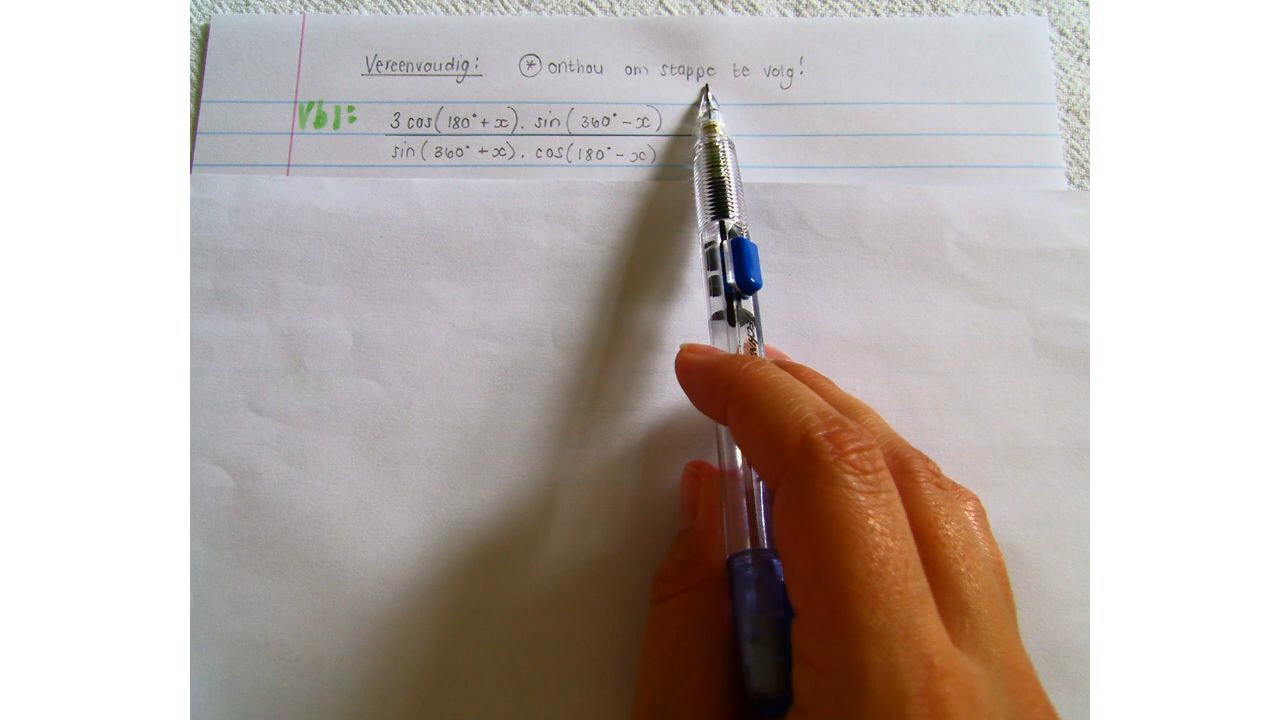 Vereenvoudig: * onthou om stappe te volg!
Vb1: 3 cos(180°+x). sin(360°-x)
sin(360°+x). cos(180°-x)